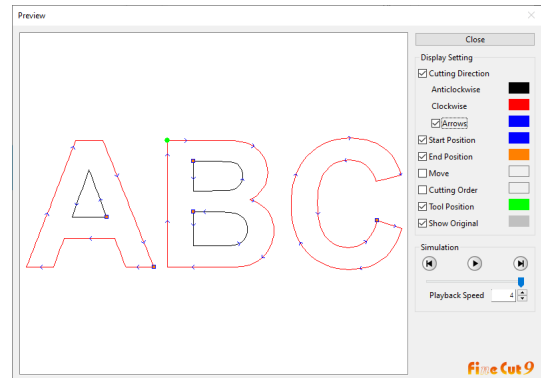 Preview
Close
Display Setting
Cutting Direction
Anticlockwise
Clockwise
Arrows
Start Position
End Position
Move
Cutting Order
Tool Position
Show Original
Simulation
Playback Speed 4
ABC
Fine Cut 9